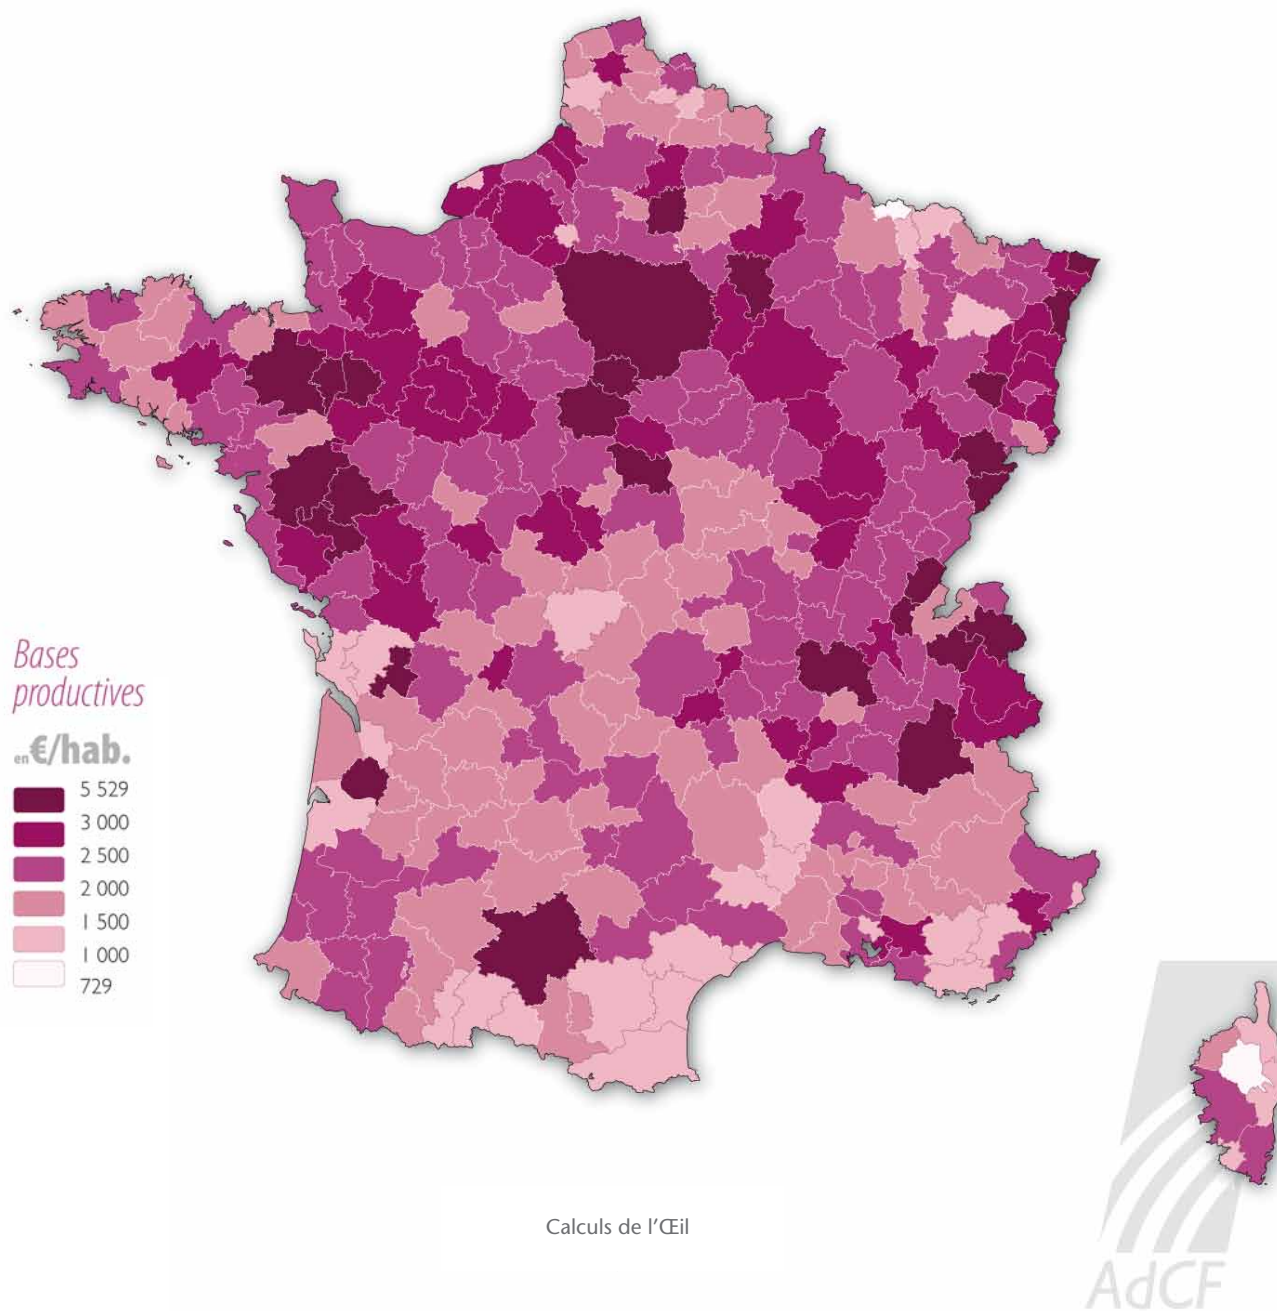 Bases
productives
en €/hab.
5 529
3 000
2 500
2 000
1 500
1 000
729
Calculs de l’Œil
AdCF